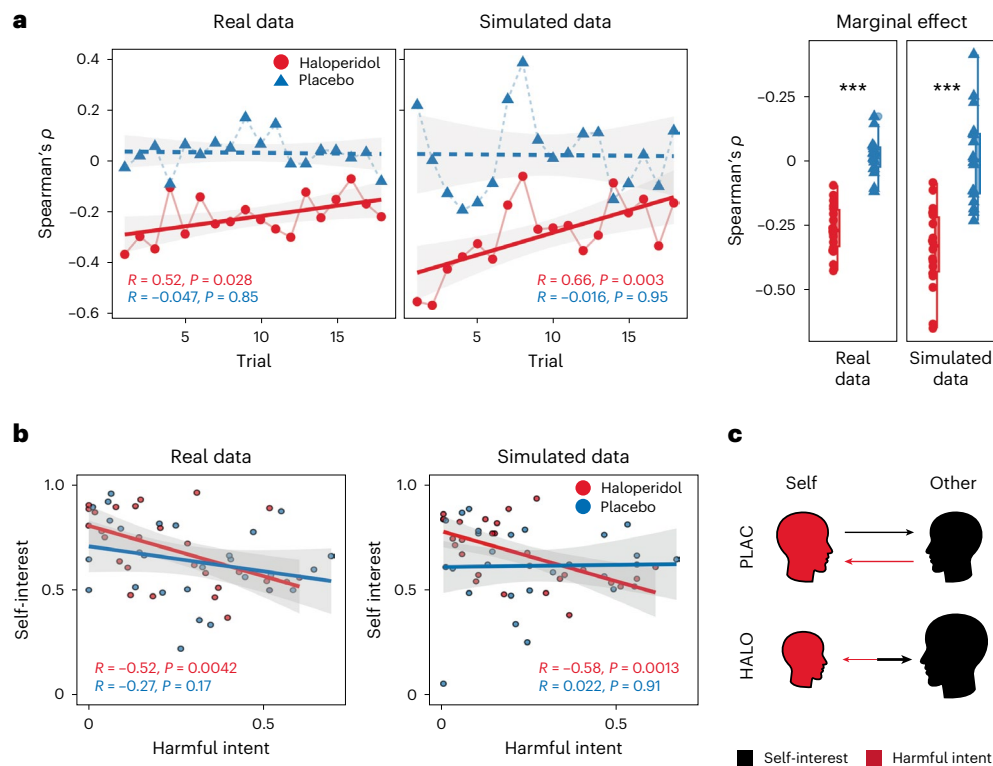 a
Real data
Simulated data
Marginal effect
Haloperidol
Placebo
***
***
Spearman's ρ
0.4
0.2
0
−0.2
−0.4
−0.6
R = 0.52, P = 0.028
R = −0.047, P = 0.85
R = 0.66, P = 0.003
R = −0.016, P = 0.95
5
10
15
5
10
15
Trial
Trial
Spearman's ρ
−0.25
0
−0.25
−0.50
Real
data
Simulated
data
b
Real data
Simulated data
Self-interest
1.0
0.5
0
R = −0.52, P = 0.0042
R = −0.27, P = 0.17
0
0.5
Harmful intent
Self interest
1.0
0.5
0
Haloperidol
Placebo
R = −0.58, P = 0.0013
R = 0.022, P = 0.91
0
0.5
Harmful intent
c
Self
Other
PLAC
HALO
Self-interest
Harmful intent